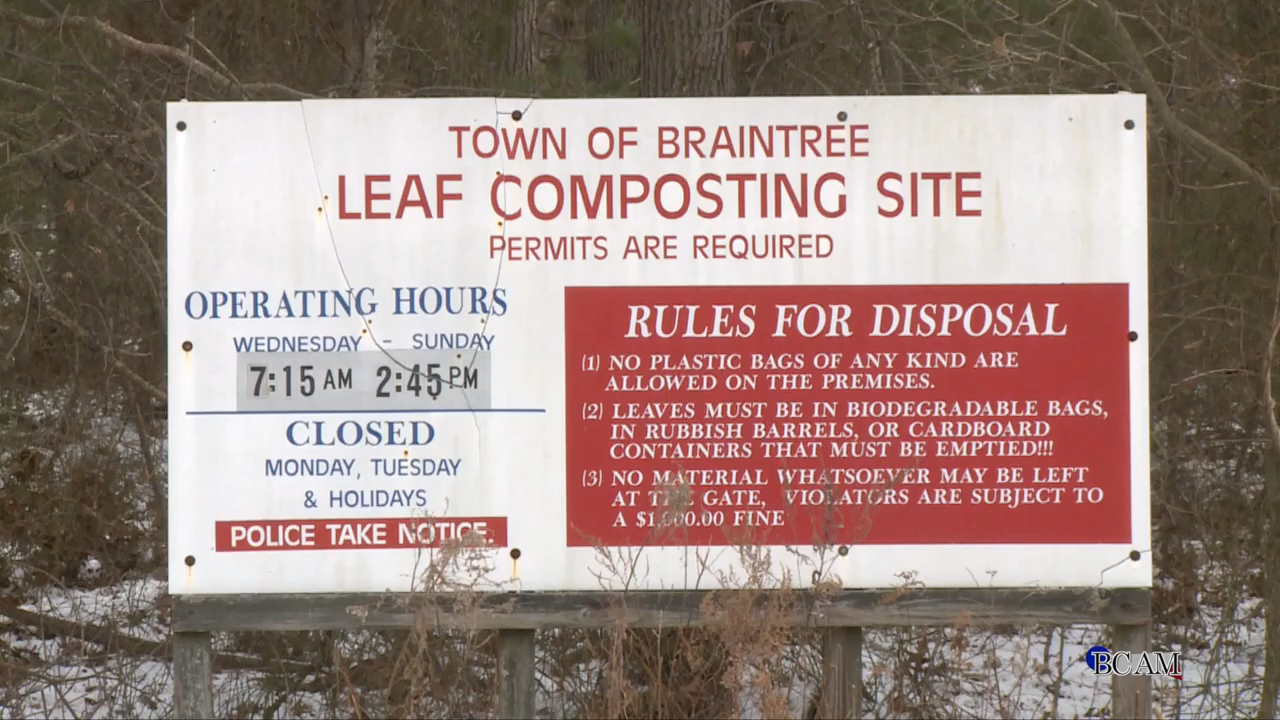 TOWN OF BRAINTREE
LEAF COMPOSTING SITE
PERMITS ARE REQUIRED
OPERATING HOURS
WEDNESDAY - SUNDAY
7:15 AM 2:45 PM
CLOSED
MONDAY, TUESDAY
& HOLIDAYS
POLICE TAKE NOTICE.
RULES FOR DISPOSAL
(1) NO PLASTIC BAGS OF ANY KIND ARE
ALLOWED ON THE PREMISES.
(2) LEAVES MUST BE IN BIODEGRADABLE BAGS,
IN RUBBISH BARRELS, OR CARDBOARD
CONTAINERS THAT MUST BE EMPTIED!!!
(3) NO MATERIAL WHATSOEVER MAY BE LEFT
AT THE GATE, VIOLATORS ARE SUBJECT TO
A $1,000.00 FINE
BCAM